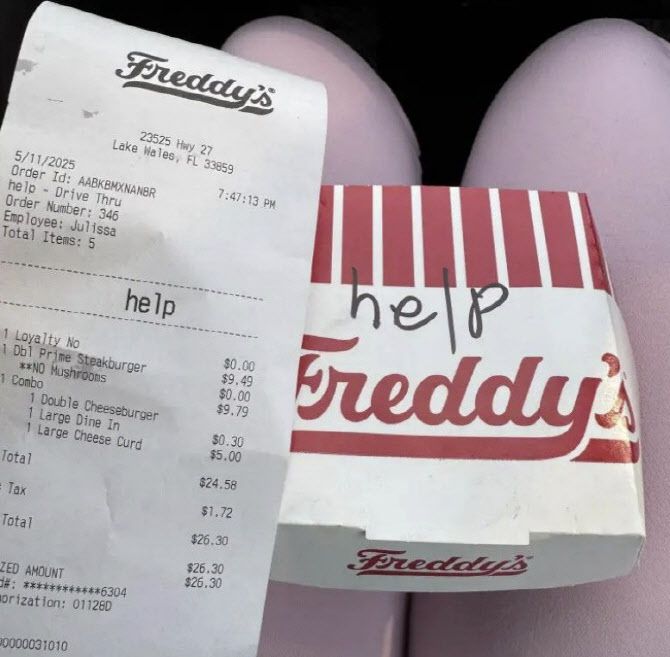 Freddy's
23525 Hwy 27
Lake Wales, FL 33859
5/11/2025 7:47:13 PM
Order Id: AABKBMXNANBR
help - Drive Thru
Order Number: 346
Employee: Julissa
Total Items: 5
help
1 Loyalty No $0.00
1 Dbl Prime Steakburger $9.49
**NO Mushrooms $0.00
1 Combo $9.79
1 Double Cheeseburger
1 Large Dine In $0.30
1 Large Cheese Curd $5.00
Total $24.58
Tax $1.72
Total $26.30
ZED AMOUNT $26.30
#: ************6304 $26.30
orization: 01128D
0000031010
help
Freddy's
Freddy's